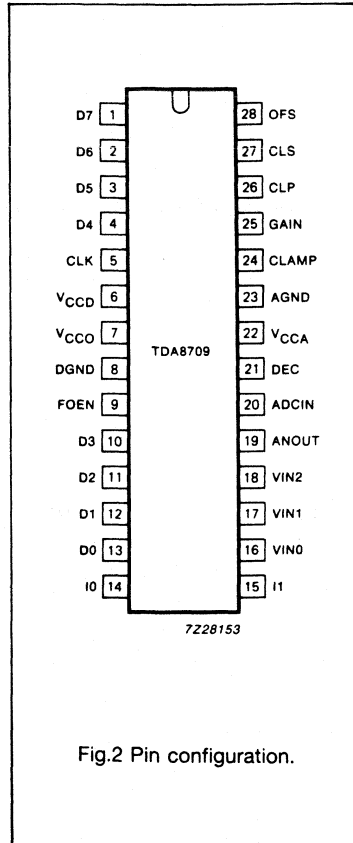 D7 1 28 OFS
D6 2 27 CLS
D5 3 26 CLP
D4 4 25 GAIN
CLK 5 24 CLAMP
VCCD 6 23 AGND
VCCO 7 22 VCCA
TDA8709
DGND 8 21 DEC
FOEN 9 20 ADCIN
D3 10 19 ANOUT
D2 11 18 VIN2
D1 12 17 VIN1
D0 13 16 VIN0
I0 14 15 I1
7Z28153
Fig.2 Pin configuration.